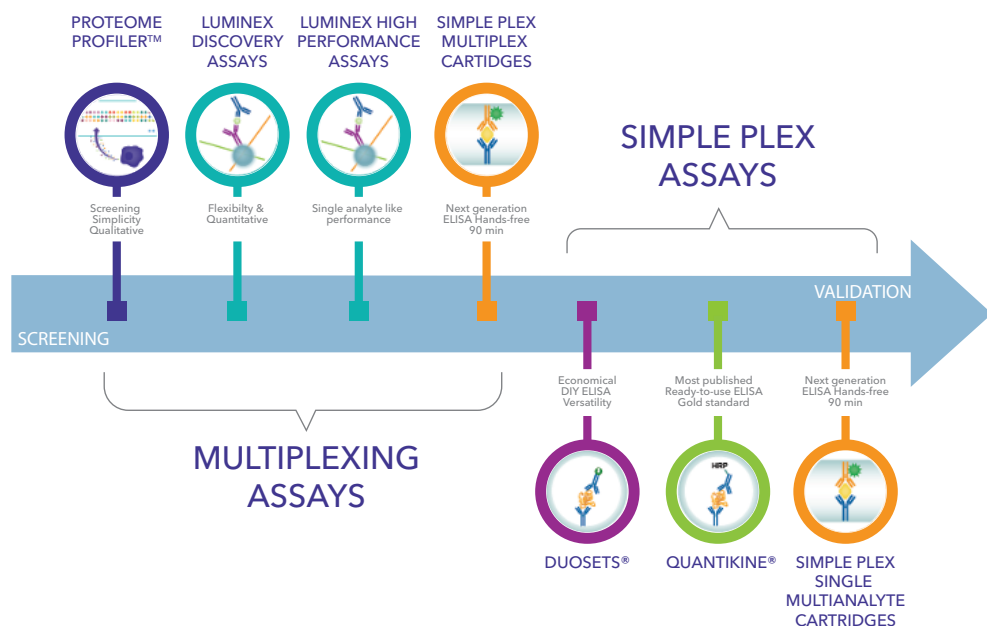 PROTEOME
PROFILER™
LUMINEX
DISCOVERY
ASSAYS
LUMINEX HIGH
PERFORMANCE
ASSAYS
SIMPLE PLEX
MULTIPLEX
CARTIDGES
Screening
Simplicity
Qualitative
Flexibilty &
Quantitative
Single analyte like
performance
Next generation
ELISA Hands-free
90 min
SIMPLE PLEX
ASSAYS
SCREENING
VALIDATION
MULTIPLEXING
ASSAYS
Economical
DIY ELISA
Versatility
Most published
Ready-to-use ELISA
Gold standard
Next generation
ELISA Hands-free
90 min
HRP
DUOSETS®
QUANTIKINE®
SIMPLE PLEX
SINGLE
MULTIANALYTE
CARTRIDGES